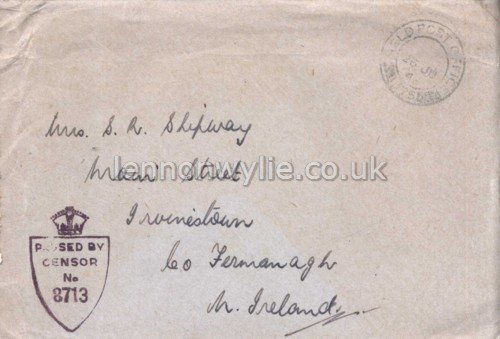 FIELD POST OFFICE
Mrs. S. R. Shipway
Main Street
lennonwylie.co.uk
Irvinestown
Co Fermanagh
N. Ireland
PASSED BY
CENSOR
No
8713